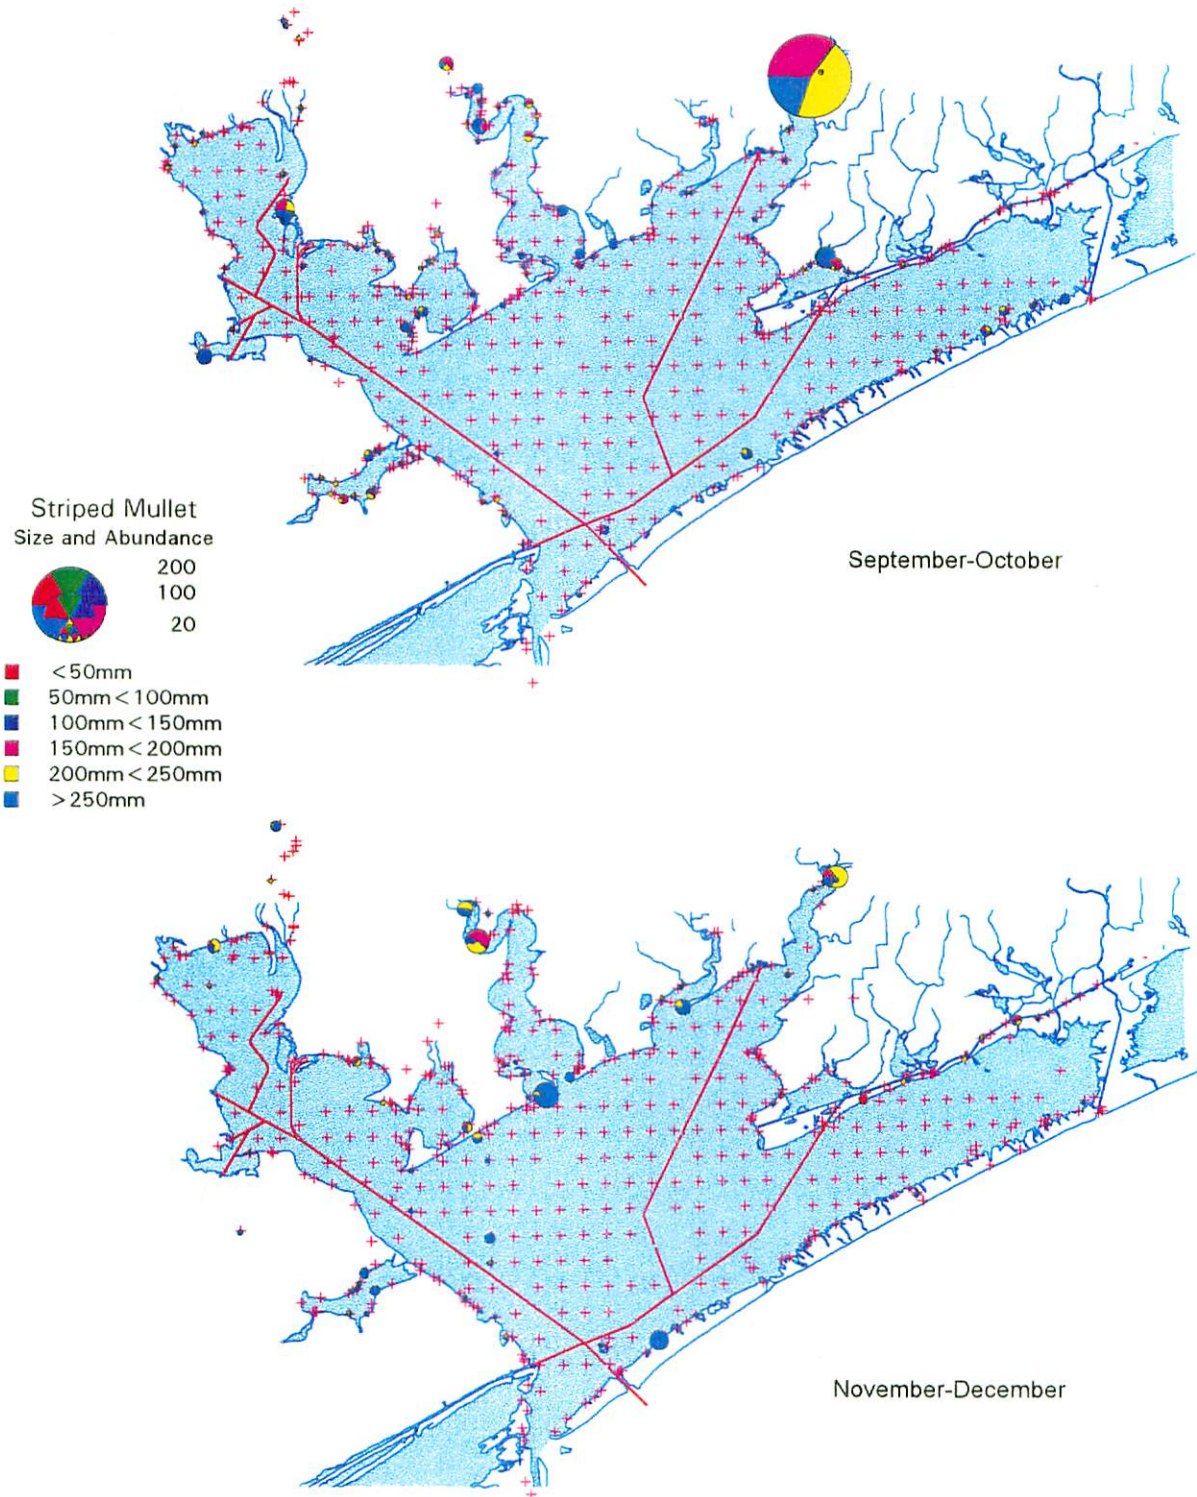 Striped Mullet
Size and Abundance
200
100
20
<50mm
50mm<100mm
100mm<150mm
150mm<200mm
200mm<250mm
>250mm
September-October
November-December